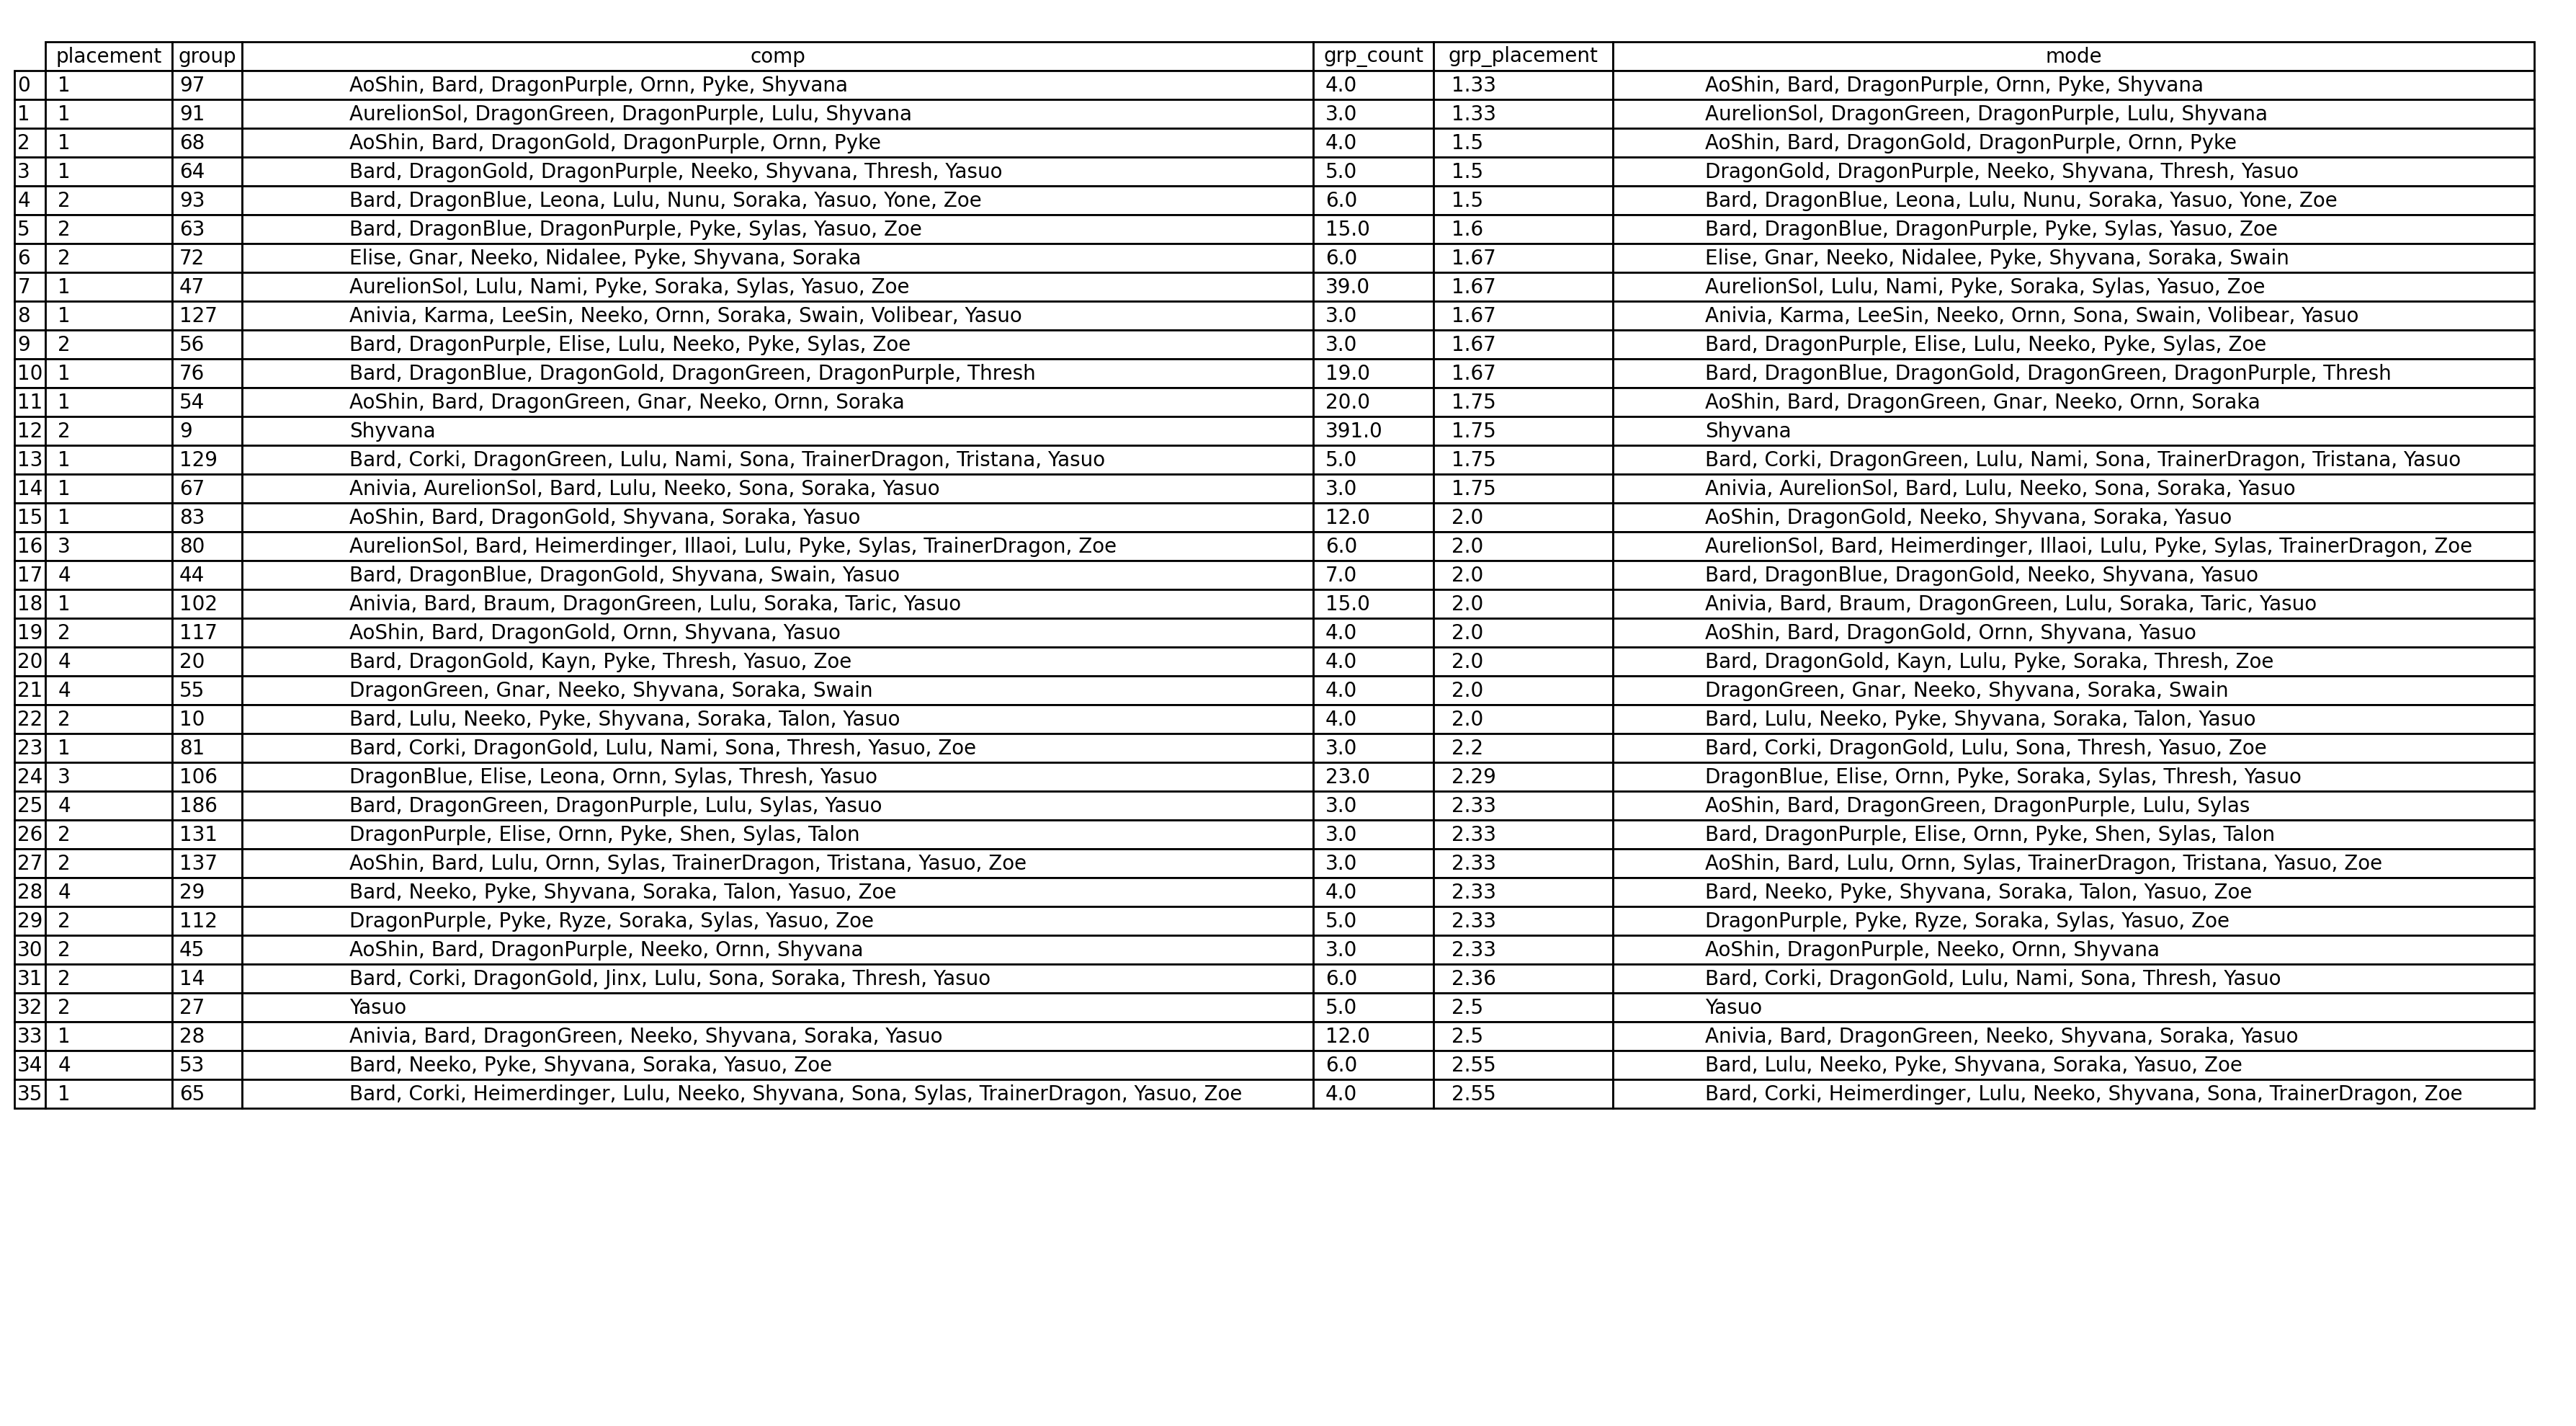 placement group comp grp_count grp_placement mode
0 1 97 AoShin, Bard, DragonPurple, Ornn, Pyke, Shyvana 4.0 1.33 AoShin, Bard, DragonPurple, Ornn, Pyke, Shyvana
1 1 91 AurelionSol, DragonGreen, DragonPurple, Lulu, Shyvana 3.0 1.33 AurelionSol, DragonGreen, DragonPurple, Lulu, Shyvana
2 1 68 AoShin, Bard, DragonGold, DragonPurple, Ornn, Pyke 4.0 1.5 AoShin, Bard, DragonGold, DragonPurple, Ornn, Pyke
3 1 64 Bard, DragonGold, DragonPurple, Neeko, Shyvana, Thresh, Yasuo 5.0 1.5 DragonGold, DragonPurple, Neeko, Shyvana, Thresh, Yasuo
4 2 93 Bard, DragonBlue, Leona, Lulu, Nunu, Soraka, Yasuo, Yone, Zoe 6.0 1.5 Bard, DragonBlue, Leona, Lulu, Nunu, Soraka, Yasuo, Yone, Zoe
5 2 63 Bard, DragonBlue, DragonPurple, Pyke, Sylas, Yasuo, Zoe 15.0 1.6 Bard, DragonBlue, DragonPurple, Pyke, Sylas, Yasuo, Zoe
6 2 72 Elise, Gnar, Neeko, Nidalee, Pyke, Shyvana, Soraka 6.0 1.67 Elise, Gnar, Neeko, Nidalee, Pyke, Shyvana, Soraka, Swain
7 1 47 AurelionSol, Lulu, Nami, Pyke, Soraka, Sylas, Yasuo, Zoe 39.0 1.67 AurelionSol, Lulu, Nami, Pyke, Soraka, Sylas, Yasuo, Zoe
8 1 127 Anivia, Karma, LeeSin, Neeko, Ornn, Soraka, Swain, Volibear, Yasuo 3.0 1.67 Anivia, Karma, LeeSin, Neeko, Ornn, Sona, Swain, Volibear, Yasuo
9 2 56 Bard, DragonPurple, Elise, Lulu, Neeko, Pyke, Sylas, Zoe 3.0 1.67 Bard, DragonPurple, Elise, Lulu, Neeko, Pyke, Sylas, Zoe
10 1 76 Bard, DragonBlue, DragonGold, DragonGreen, DragonPurple, Thresh 19.0 1.67 Bard, DragonBlue, DragonGold, DragonGreen, DragonPurple, Thresh
11 1 54 AoShin, Bard, DragonGreen, Gnar, Neeko, Ornn, Soraka 20.0 1.75 AoShin, Bard, DragonGreen, Gnar, Neeko, Ornn, Soraka
12 2 9 Shyvana 391.0 1.75 Shyvana
13 1 129 Bard, Corki, DragonGreen, Lulu, Nami, Sona, TrainerDragon, Tristana, Yasuo 5.0 1.75 Bard, Corki, DragonGreen, Lulu, Nami, Sona, TrainerDragon, Tristana, Yasuo
14 1 67 Anivia, AurelionSol, Bard, Lulu, Neeko, Sona, Soraka, Yasuo 3.0 1.75 Anivia, AurelionSol, Bard, Lulu, Neeko, Sona, Soraka, Yasuo
15 1 83 AoShin, Bard, DragonGold, Shyvana, Soraka, Yasuo 12.0 2.0 AoShin, DragonGold, Neeko, Shyvana, Soraka, Yasuo
16 3 80 AurelionSol, Bard, Heimerdinger, Illaoi, Lulu, Pyke, Sylas, TrainerDragon, Zoe 6.0 2.0 AurelionSol, Bard, Heimerdinger, Illaoi, Lulu, Pyke, Sylas, TrainerDragon, Zoe
17 4 44 Bard, DragonBlue, DragonGold, Shyvana, Swain, Yasuo 7.0 2.0 Bard, DragonBlue, DragonGold, Neeko, Shyvana, Yasuo
18 1 102 Anivia, Bard, Braum, DragonGreen, Lulu, Soraka, Taric, Yasuo 15.0 2.0 Anivia, Bard, Braum, DragonGreen, Lulu, Soraka, Taric, Yasuo
19 2 117 AoShin, Bard, DragonGold, Ornn, Shyvana, Yasuo 4.0 2.0 AoShin, Bard, DragonGold, Ornn, Shyvana, Yasuo
20 4 20 Bard, DragonGold, Kayn, Pyke, Thresh, Yasuo, Zoe 4.0 2.0 Bard, DragonGold, Kayn, Lulu, Pyke, Soraka, Thresh, Zoe
21 4 55 DragonGreen, Gnar, Neeko, Shyvana, Soraka, Swain 4.0 2.0 DragonGreen, Gnar, Neeko, Shyvana, Soraka, Swain
22 2 10 Bard, Lulu, Neeko, Pyke, Shyvana, Soraka, Talon, Yasuo 4.0 2.0 Bard, Lulu, Neeko, Pyke, Shyvana, Soraka, Talon, Yasuo
23 1 81 Bard, Corki, DragonGold, Lulu, Nami, Sona, Thresh, Yasuo, Zoe 3.0 2.2 Bard, Corki, DragonGold, Lulu, Sona, Thresh, Yasuo, Zoe
24 3 106 DragonBlue, Elise, Leona, Ornn, Sylas, Thresh, Yasuo 23.0 2.29 DragonBlue, Elise, Ornn, Pyke, Soraka, Sylas, Thresh, Yasuo
25 4 186 Bard, DragonGreen, DragonPurple, Lulu, Sylas, Yasuo 3.0 2.33 AoShin, Bard, DragonGreen, DragonPurple, Lulu, Sylas
26 2 131 DragonPurple, Elise, Ornn, Pyke, Shen, Sylas, Talon 3.0 2.33 Bard, DragonPurple, Elise, Ornn, Pyke, Shen, Sylas, Talon
27 2 137 AoShin, Bard, Lulu, Ornn, Sylas, TrainerDragon, Tristana, Yasuo, Zoe 3.0 2.33 AoShin, Bard, Lulu, Ornn, Sylas, TrainerDragon, Tristana, Yasuo, Zoe
28 4 29 Bard, Neeko, Pyke, Shyvana, Soraka, Talon, Yasuo, Zoe 4.0 2.33 Bard, Neeko, Pyke, Shyvana, Soraka, Talon, Yasuo, Zoe
29 2 112 DragonPurple, Pyke, Ryze, Soraka, Sylas, Yasuo, Zoe 5.0 2.33 DragonPurple, Pyke, Ryze, Soraka, Sylas, Yasuo, Zoe
30 2 45 AoShin, Bard, DragonPurple, Neeko, Ornn, Shyvana 3.0 2.33 AoShin, DragonPurple, Neeko, Ornn, Shyvana
31 2 14 Bard, Corki, DragonGold, Jinx, Lulu, Sona, Soraka, Thresh, Yasuo 6.0 2.36 Bard, Corki, DragonGold, Lulu, Nami, Sona, Thresh, Yasuo
32 2 27 Yasuo 5.0 2.5 Yasuo
33 1 28 Anivia, Bard, DragonGreen, Neeko, Shyvana, Soraka, Yasuo 12.0 2.5 Anivia, Bard, DragonGreen, Neeko, Shyvana, Soraka, Yasuo
34 4 53 Bard, Neeko, Pyke, Shyvana, Soraka, Yasuo, Zoe 6.0 2.55 Bard, Lulu, Neeko, Pyke, Shyvana, Soraka, Yasuo, Zoe
35 1 65 Bard, Corki, Heimerdinger, Lulu, Neeko, Shyvana, Sona, Sylas, TrainerDragon, Yasuo, Zoe 4.0 2.55 Bard, Corki, Heimerdinger, Lulu, Neeko, Shyvana, Sona, TrainerDragon, Zoe